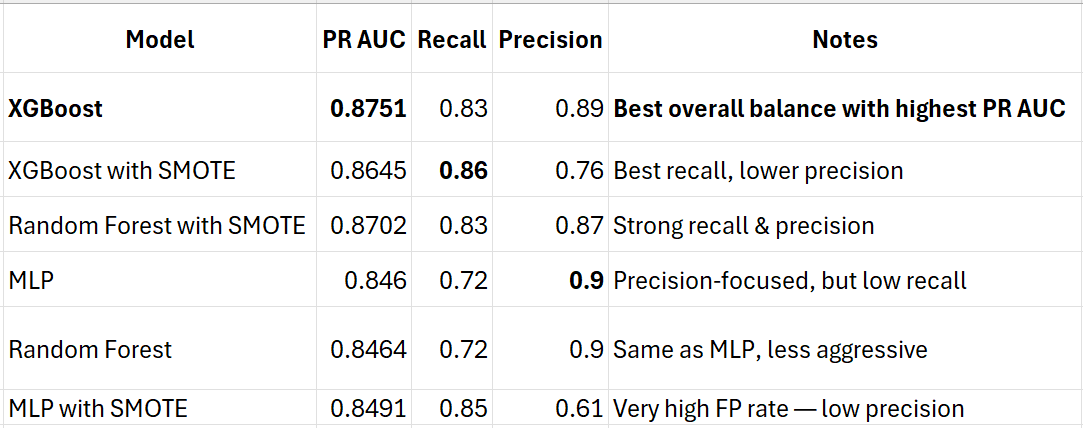 Model PR AUC Recall Precision Notes
XGBoost 0.8751 0.83 0.89 Best overall balance with highest PR AUC
XGBoost with SMOTE 0.8645 0.86 0.76 Best recall, lower precision
Random Forest with SMOTE 0.8702 0.83 0.87 Strong recall & precision
MLP 0.846 0.72 0.9 Precision-focused, but low recall
Random Forest 0.8464 0.72 0.9 Same as MLP, less aggressive
MLP with SMOTE 0.8491 0.85 0.61 Very high FP rate — low precision